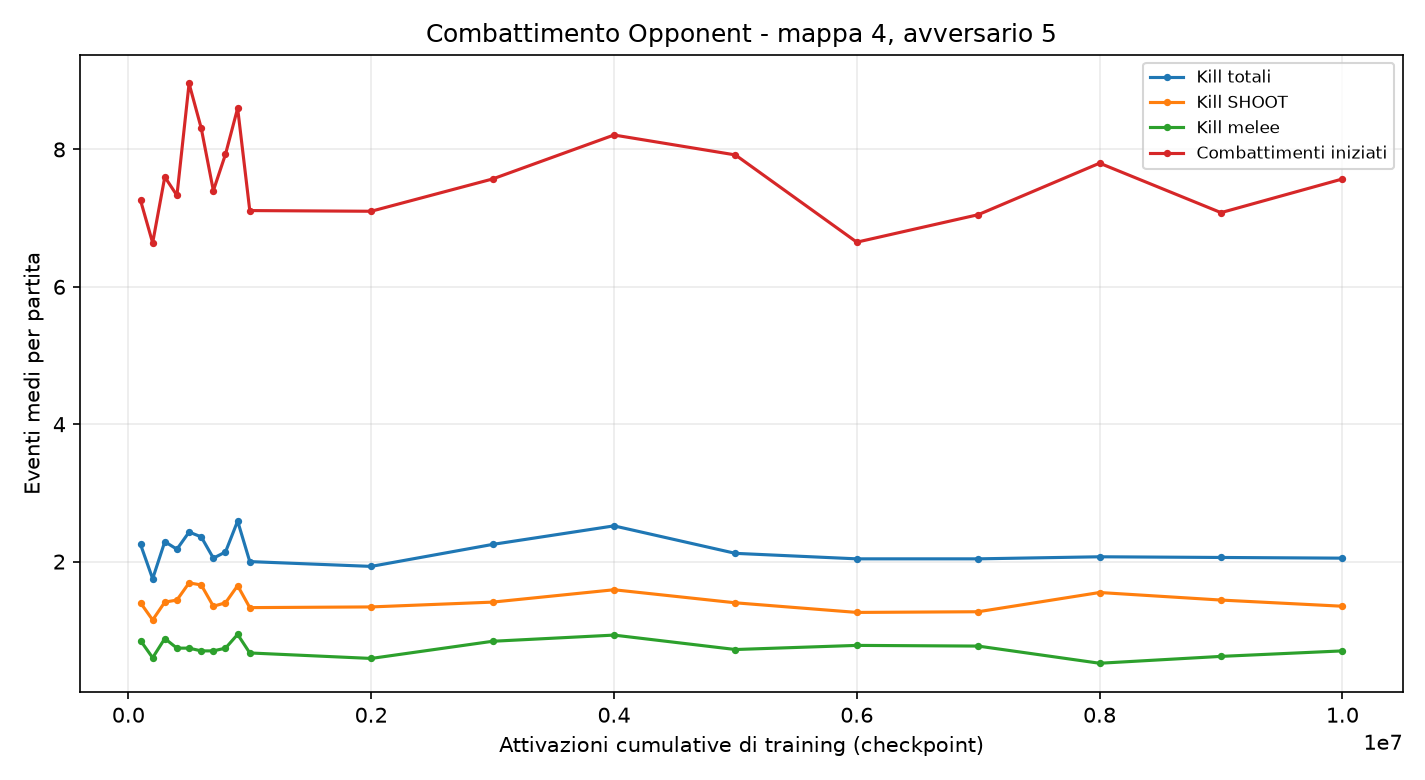 Combattimento Opponent - mappa 4, avversario 5
Kill totali
Kill SHOOT
Kill melee
Combattimenti iniziati
Eventi medi per partita
8
6
4
2
0.0 0.2 0.4 0.6 0.8 1.0
1e7
Attivazioni cumulative di training (checkpoint)